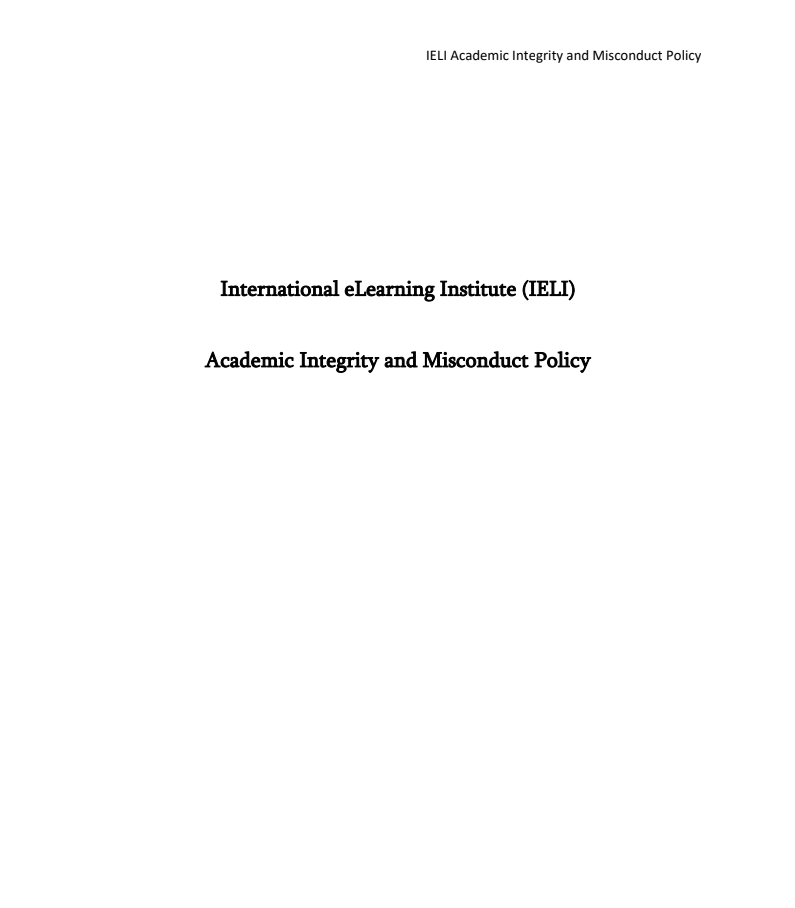 IELI Academic Integrity and Misconduct Policy
International eLearning Institute (IELI)
Academic Integrity and Misconduct Policy